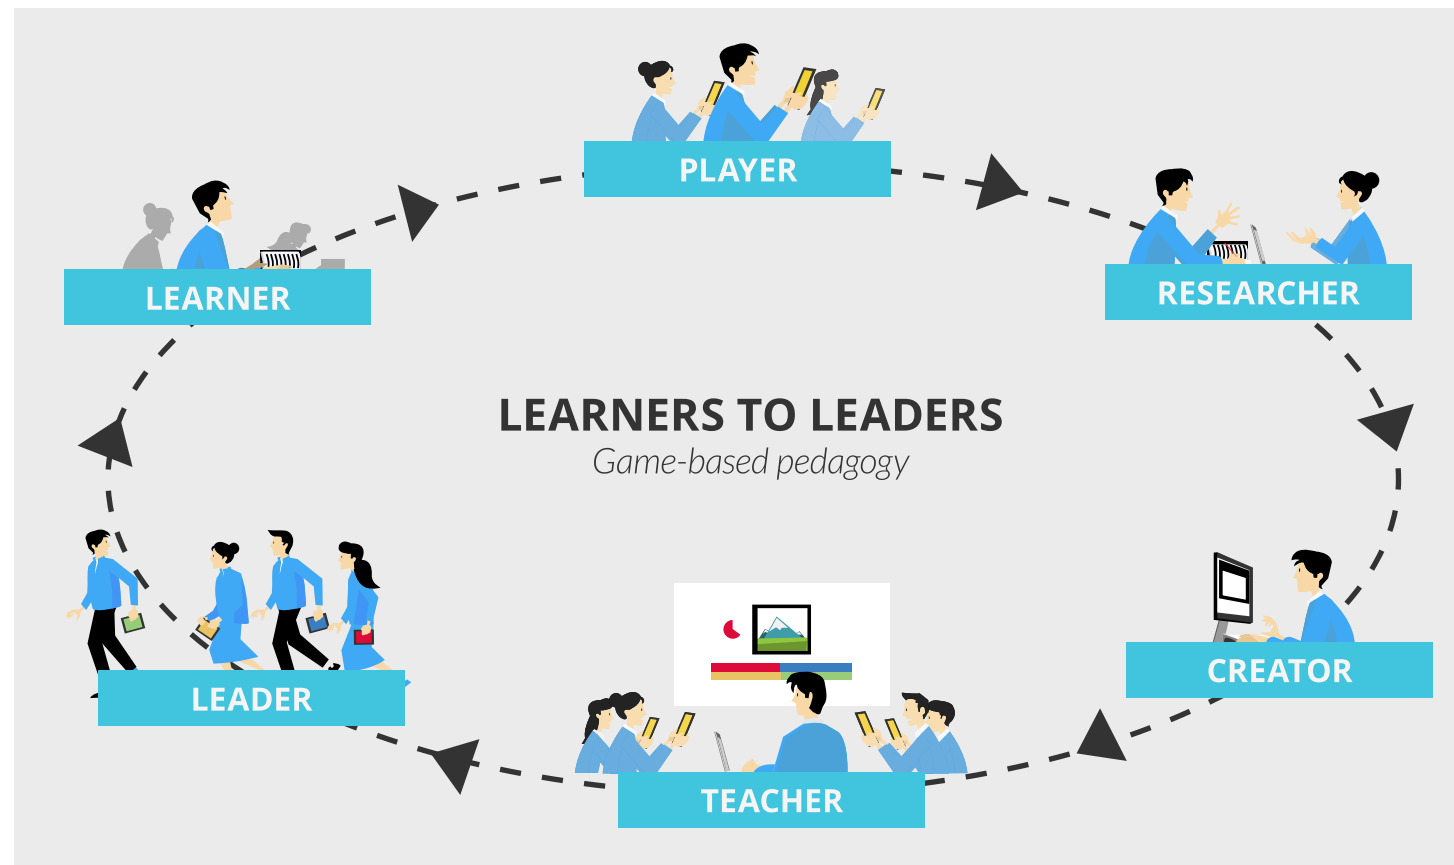 PLAYER
LEARNER
RESEARCHER
LEARNERS TO LEADERS
Game-based pedagogy
CREATOR
LEADER
TEACHER